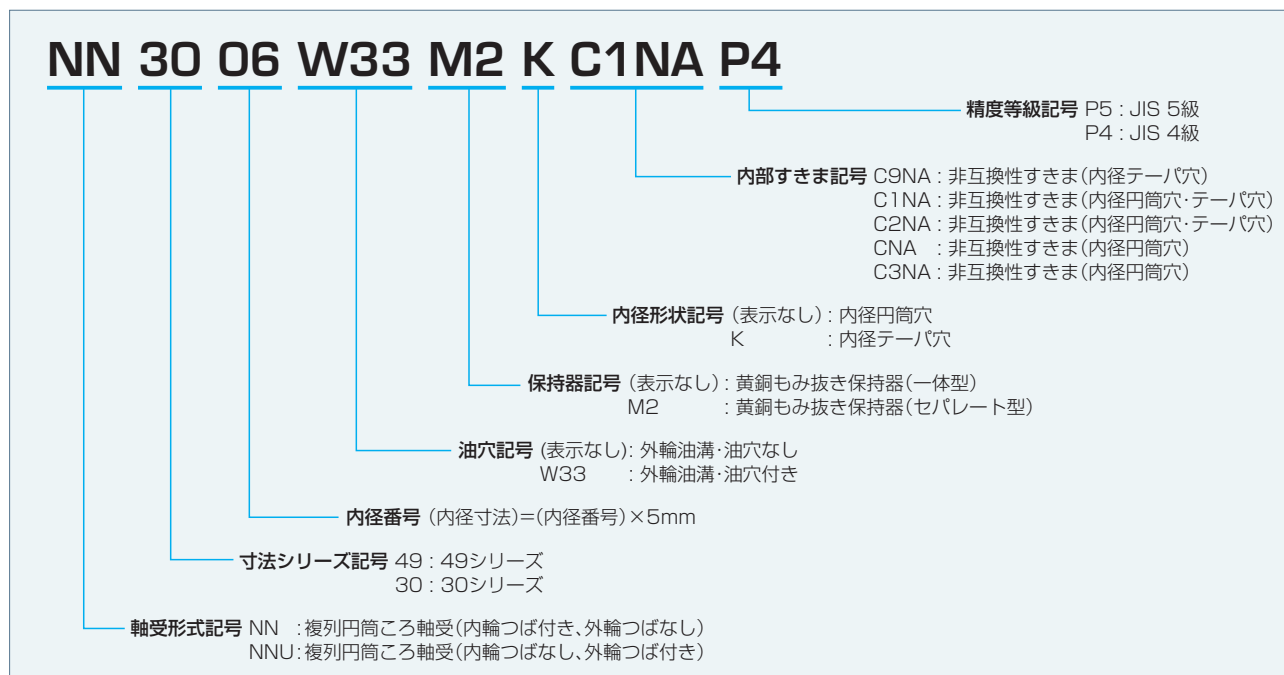 NN 30 06 W33 M2 K C1NA P4
精度等級記号 P5 : JIS 5級
P4 : JIS 4級
内部すきま記号 C9NA : 非互換性すきま(内径テーパ穴)
C1NA : 非互換性すきま(内径円筒穴・テーパ穴)
C2NA : 非互換性すきま(内径円筒穴・テーパ穴)
CNA : 非互換性すきま(内径円筒穴)
C3NA : 非互換性すきま(内径円筒穴)
内径形状記号 (表示なし) : 内径円筒穴
K : 内径テーパ穴
保持器記号 (表示なし) : 黄銅もみ抜き保持器(一体型)
M2 : 黄銅もみ抜き保持器(セパレート型)
油穴記号 (表示なし) : 外輪油溝・油穴なし
W33 : 外輪油溝・油穴付き
内径番号 (内径寸法)=(内径番号)×5mm
寸法シリーズ記号 49 : 49シリーズ
30 : 30シリーズ
軸受形式記号 NN : 複列円筒ころ軸受(内輪つば付き、外輪つばなし)
NNU : 複列円筒ころ軸受(内輪つばなし、外輪つば付き)